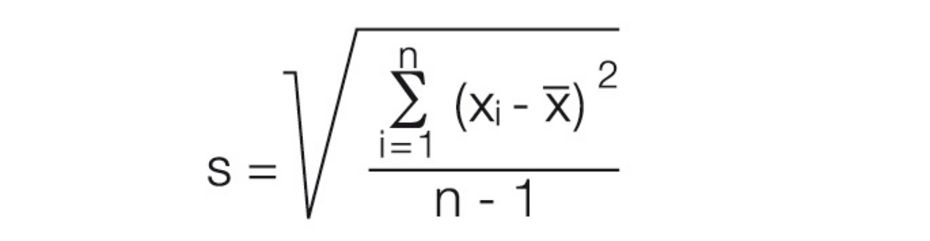 s = √ n
Σ (xi - x̅) 2
i=1
n - 1